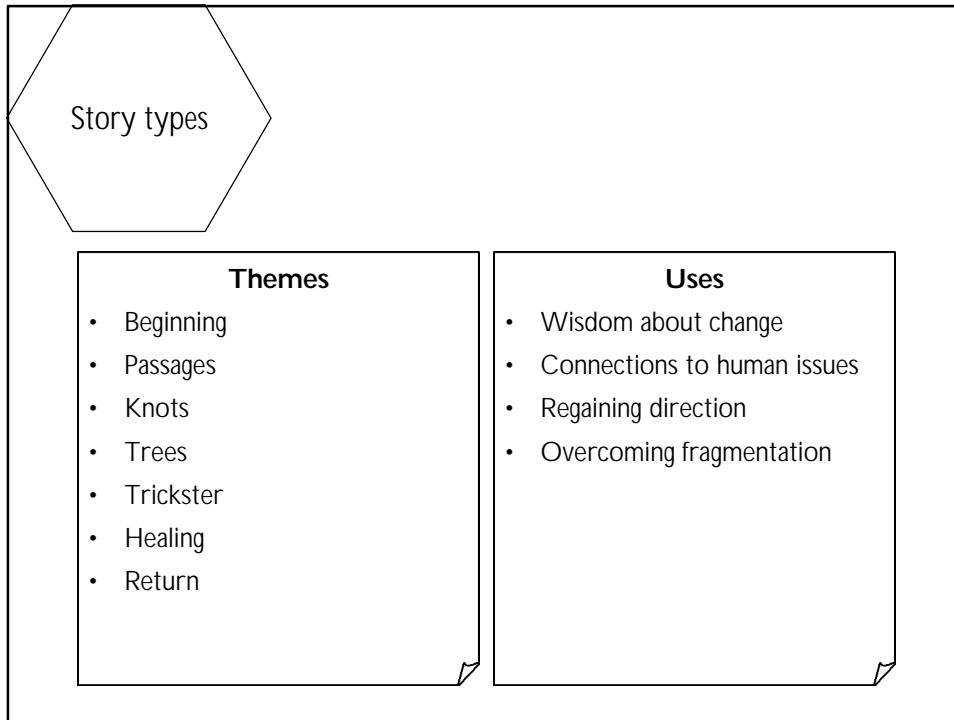 Story types
Themes
• Beginning
• Passages
• Knots
• Trees
• Trickster
• Healing
• Return
Uses
• Wisdom about change
• Connections to human issues
• Regaining direction
• Overcoming fragmentation